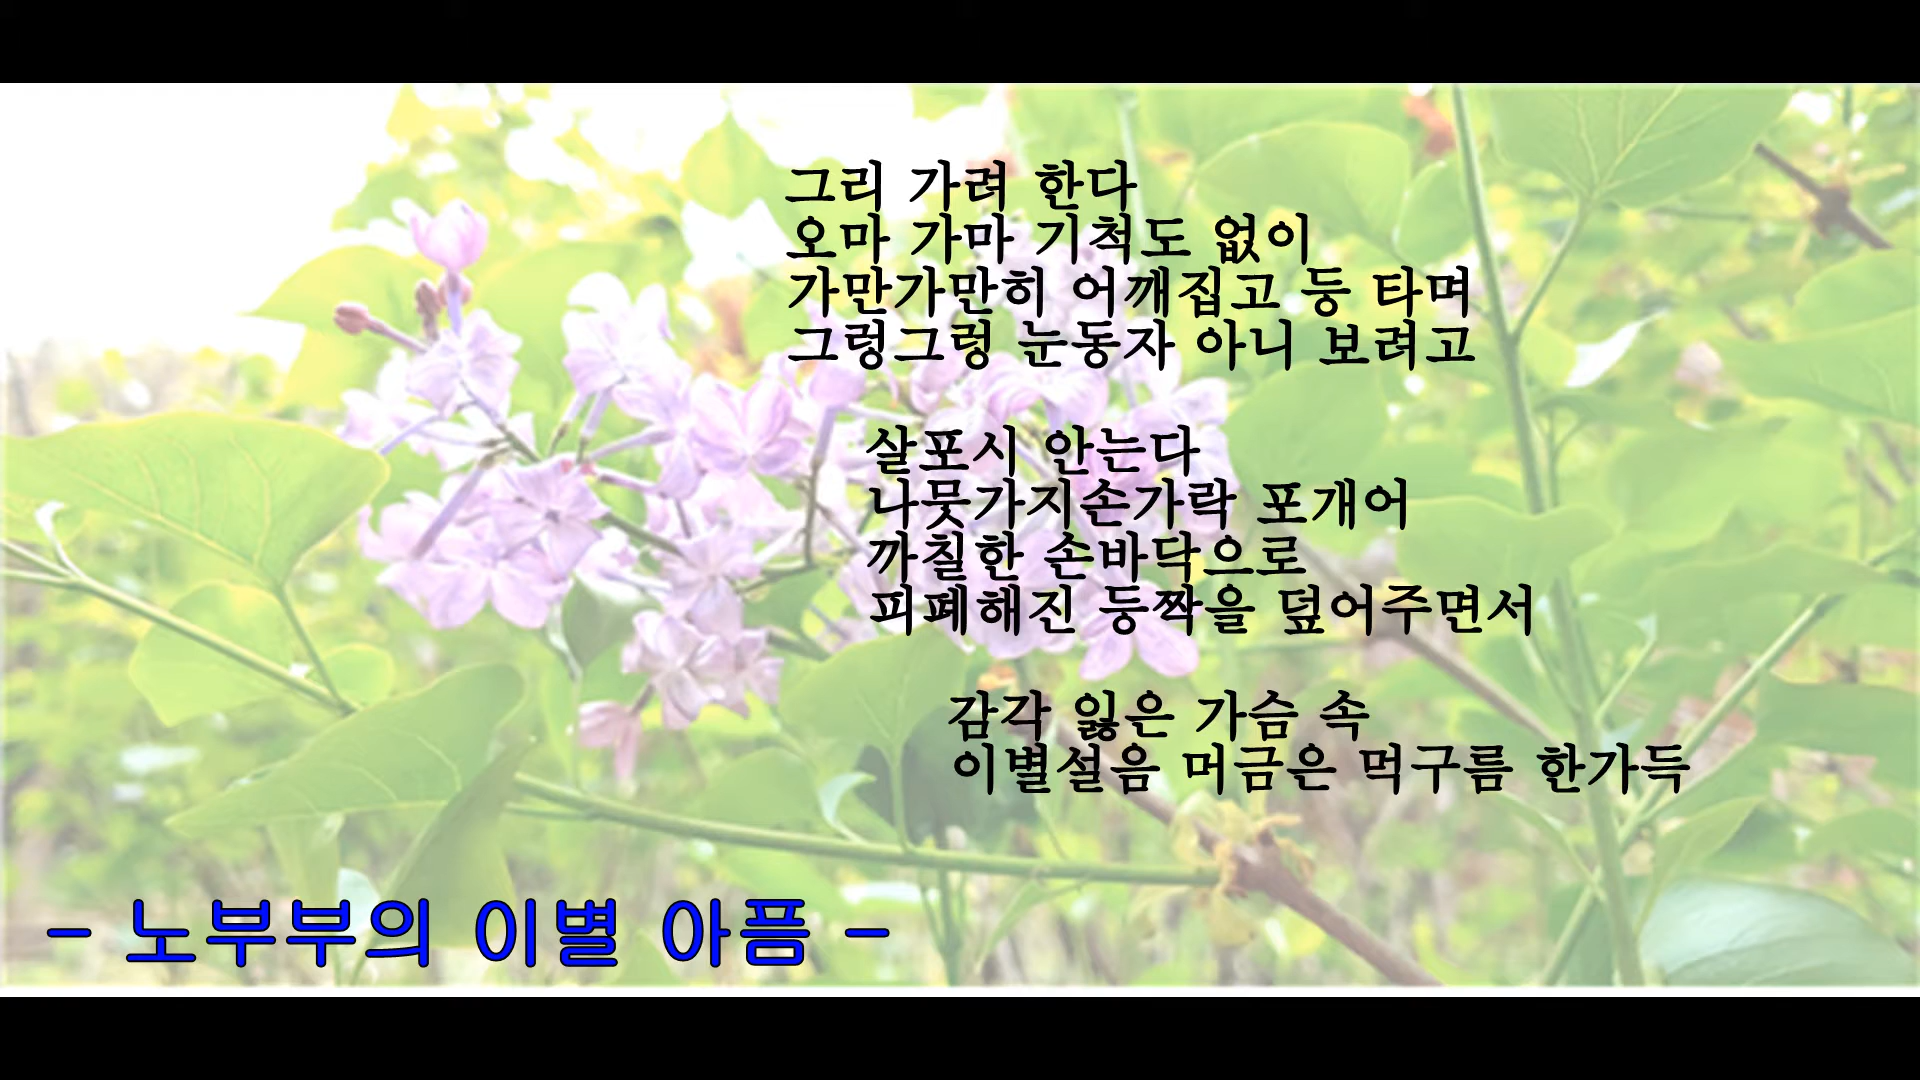 그리 가려 한다
오마 가마 기척도 없이
가만가만히 어깨집고 등 타며
그렁그렁 눈동자 아니 보려고
살포시 안는다
나뭇가지손가락 포개어
까칠한 손바닥으로
피폐해진 등짝을 덮어주면서
감각 잃은 가슴 속
이별설음 머금은 먹구름 한가득
- 노부부의 이별 아픔 -